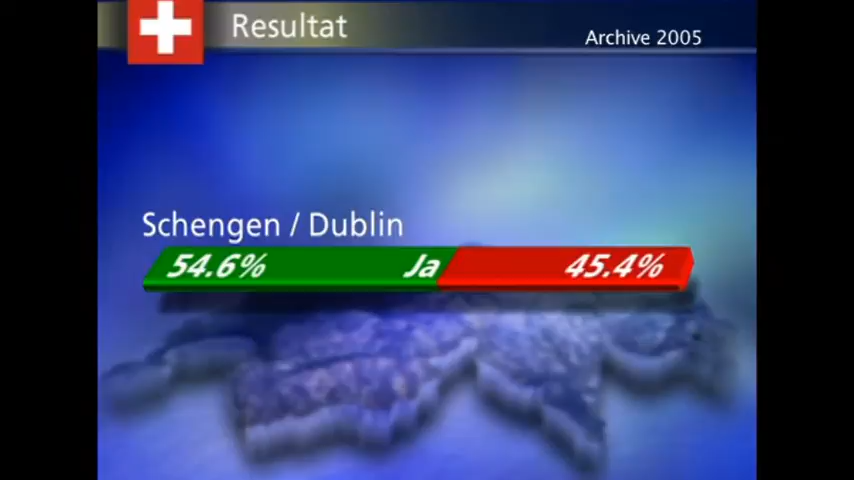 Resultat
Archive 2005
Schengen / Dublin
54.6% Ja 45.4%